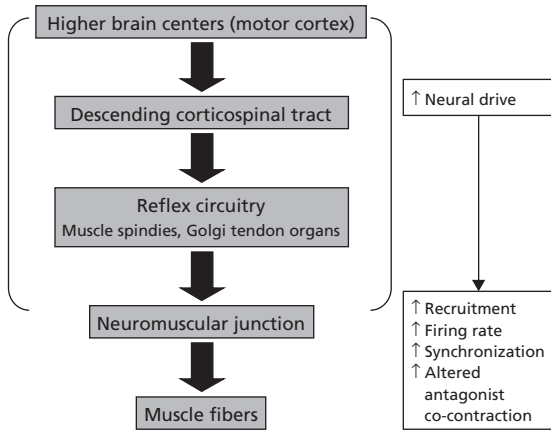 Higher brain centers (motor cortex)
Descending corticospinal tract
Reflex circuitry
Muscle spindies, Golgi tendon organs
Neuromuscular junction
Muscle fibers
↑ Neural drive
↑ Recruitment
↑ Firing rate
↑ Synchronization
↑ Altered
antagonist
co-contraction